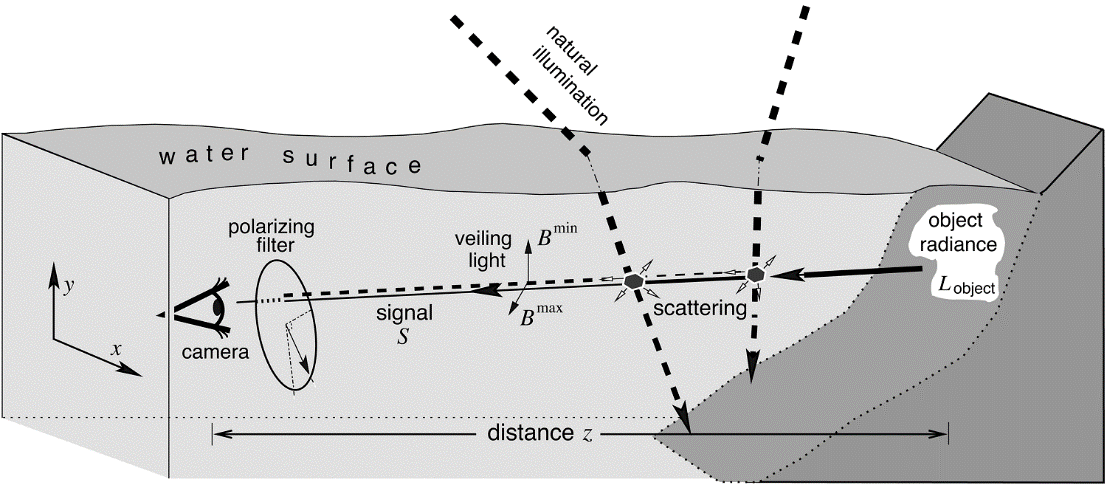 natural
illumination
water surface
polarizing
filter
veiling
light
B^min
object
radiance
L_object
y
x
camera
signal
S
B^max
scattering
distance z